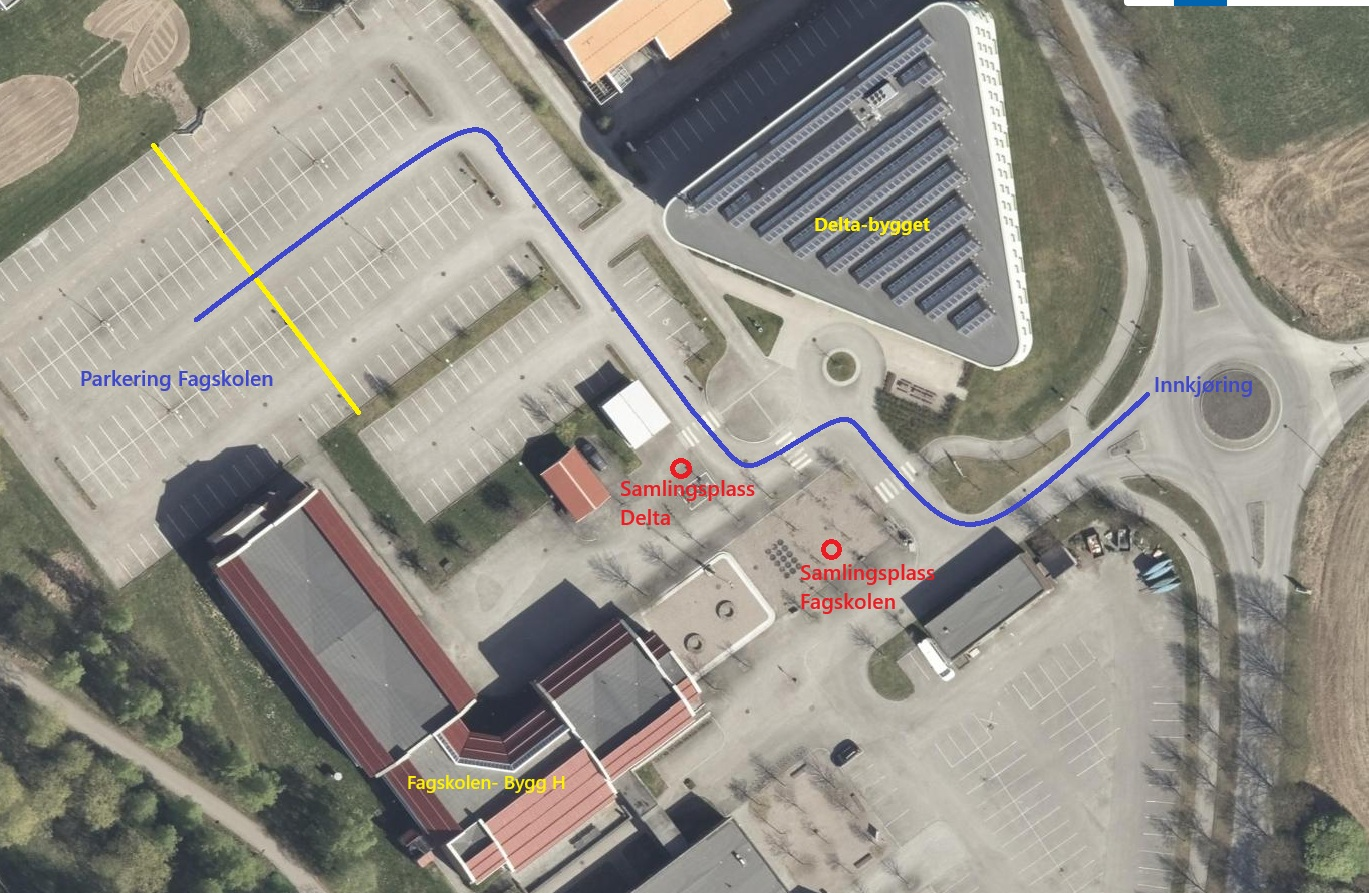 Delta-bygget
Parkering Fagskolen
Innkjøring
Samlingsplass
Delta
Samlingsplass
Fagskolen
Fagskolen- Bygg H